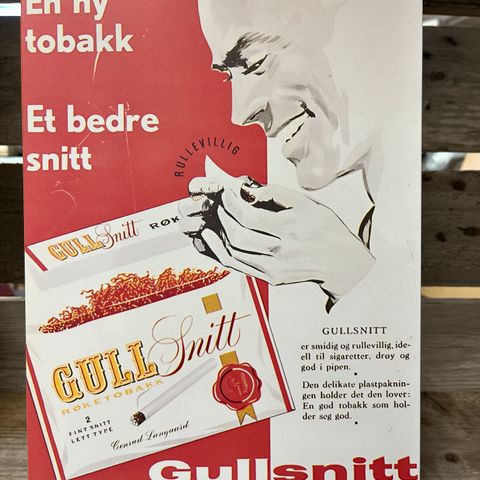 En ny
tobakk
Et bedre
snitt
RULLEVILLIG
GULL Snitt RØK
GULL Snitt
RØKETOBAKK
2
FINT SNITT
LETT TYPE
Conrad Langaard
GULLSNITT
er smidig og rullevillig, ide-
ell til sigaretter, drøy og
god i pipen.
Den delikate plastpaknin-
gen holder det den lover:
En god tobakk som hol-
der seg god.
Gullsnitt